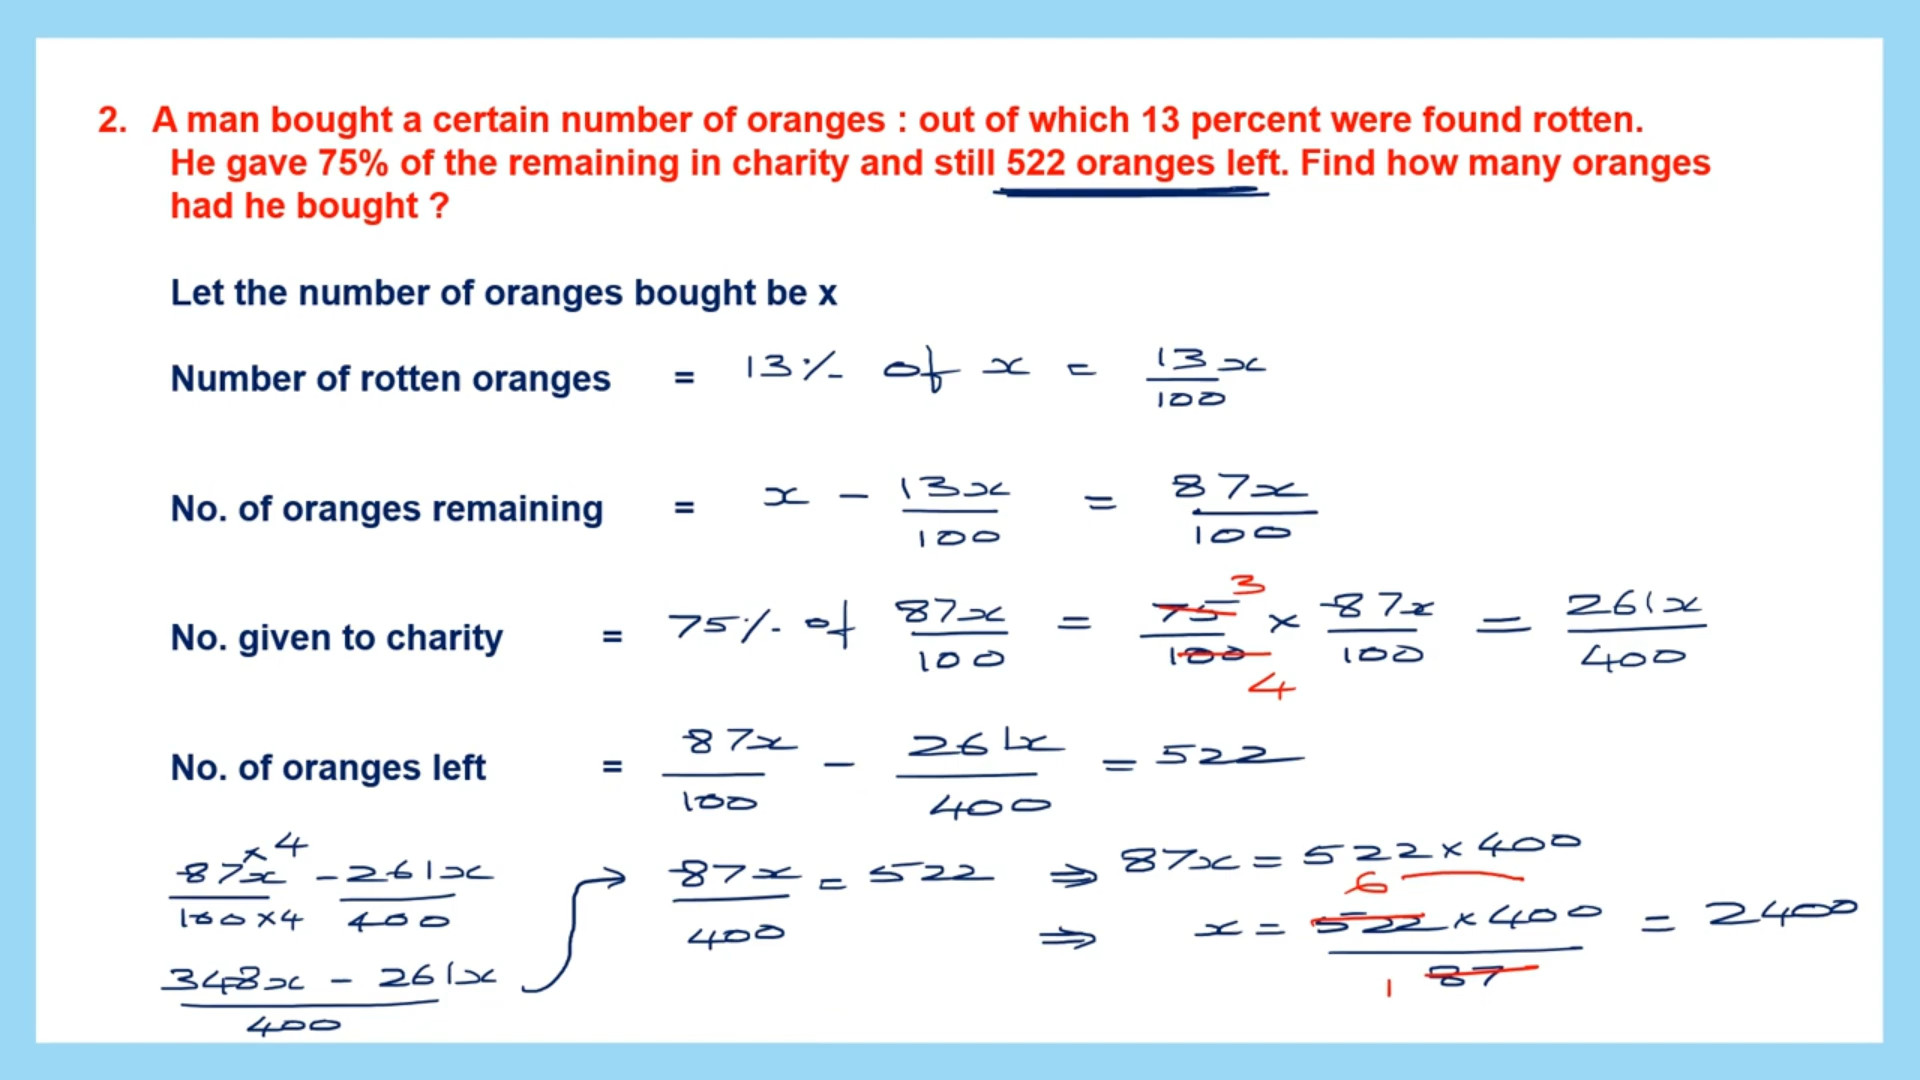 2. A man bought a certain number of oranges : out of which 13 percent were found rotten.
He gave 75% of the remaining in charity and still 522 oranges left. Find how many oranges
had he bought ?
Let the number of oranges bought be x
Number of rotten oranges = 13% of x = 13x/100
No. of oranges remaining = x - 13x/100 = 87x/100
No. given to charity = 75% of 87x/100 = 75/100 × 87x/100 = 261x/400
3
4
No. of oranges left = 87x/100 - 261x/400 = 522
87x×4/100×4 - 261x/400
348x - 261x/400
→ 87x/400 = 522 ⇒ 87x = 522×400
⇒ x = 522×400/87 = 2400
6
1